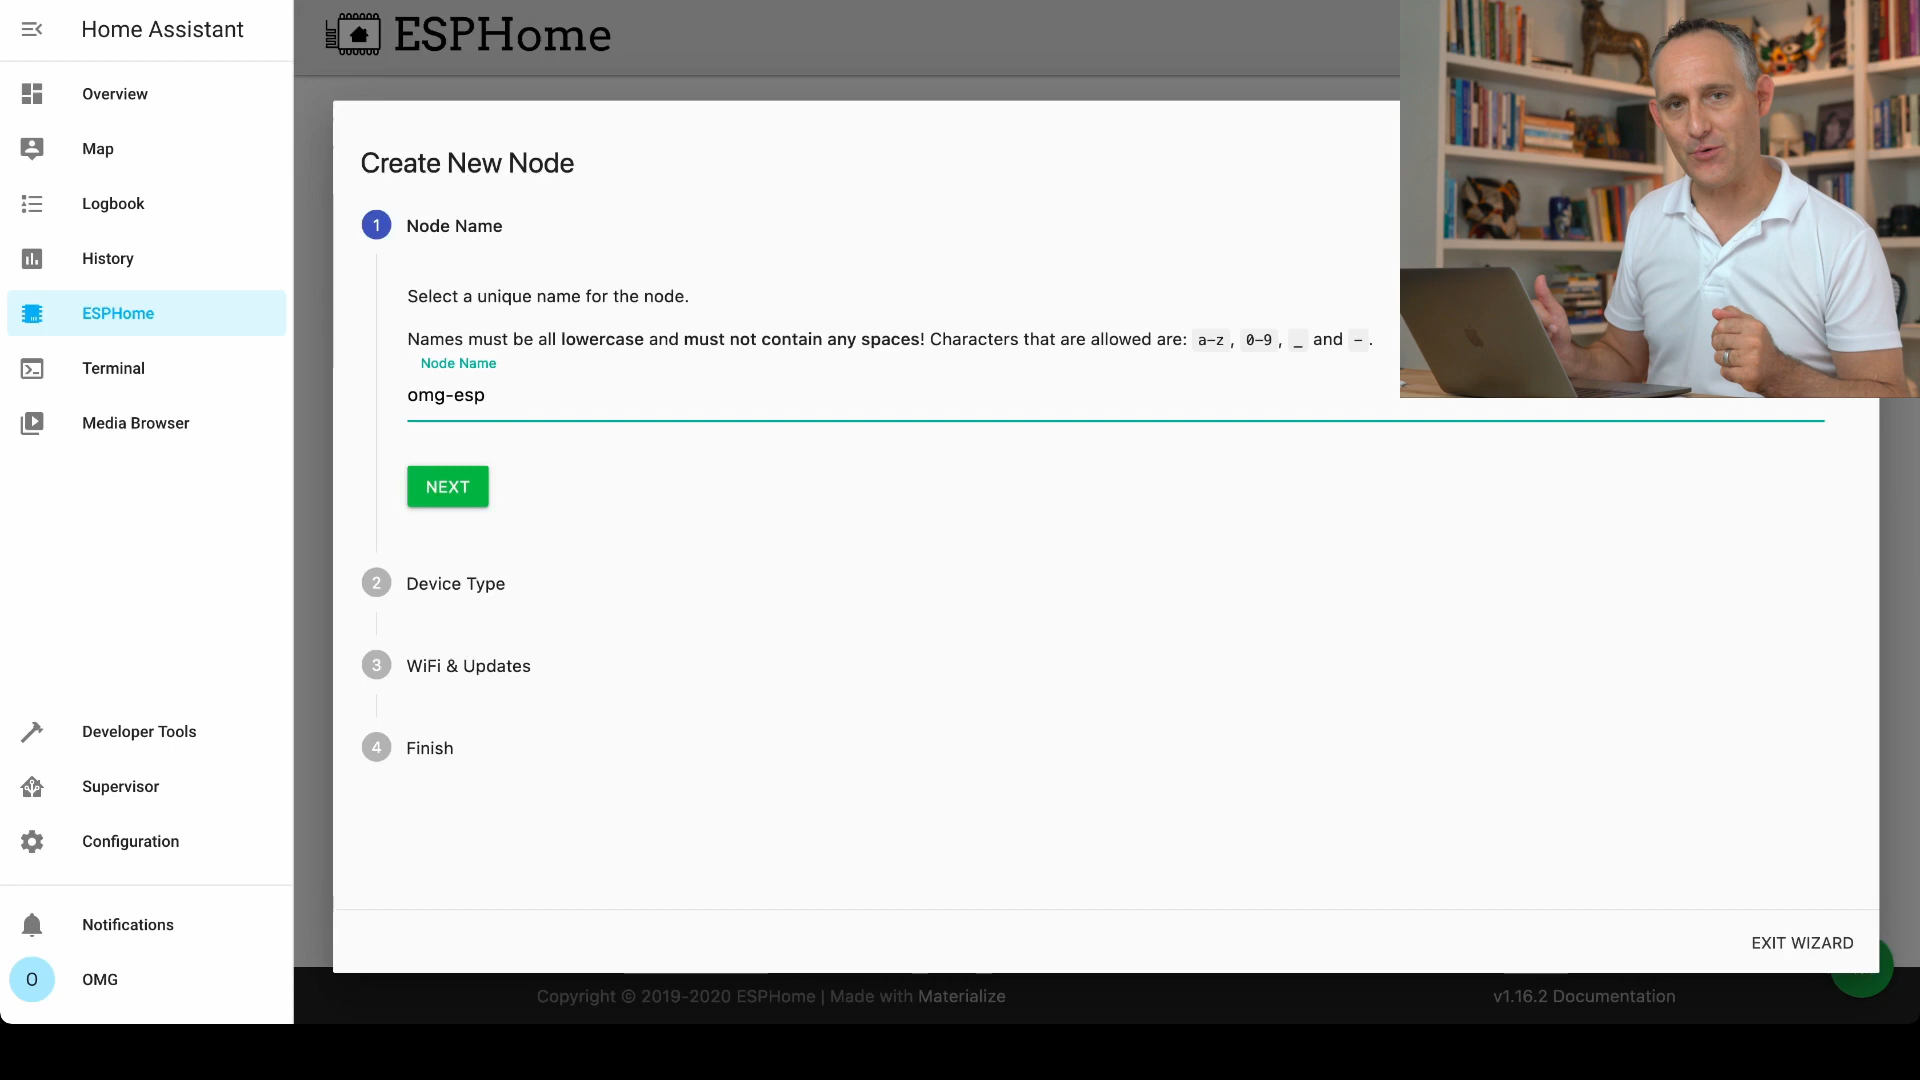 Home Assistant
Overview
Map
Logbook
History
ESPHome
Terminal
Media Browser
Developer Tools
Supervisor
Configuration
Notifications
O
OMG
ESPHome
Create New Node
1
Node Name
Select a unique name for the node.
Names must be all lowercase and must not contain any spaces! Characters that are allowed are: a-z, 0-9, _ and -.
Node Name
omg-esp
NEXT
2
Device Type
3
WiFi & Updates
4
Finish
EXIT WIZARD
Copyright © 2019-2020 ESPHome | Made with Materialize
v1.16.2 Documentation